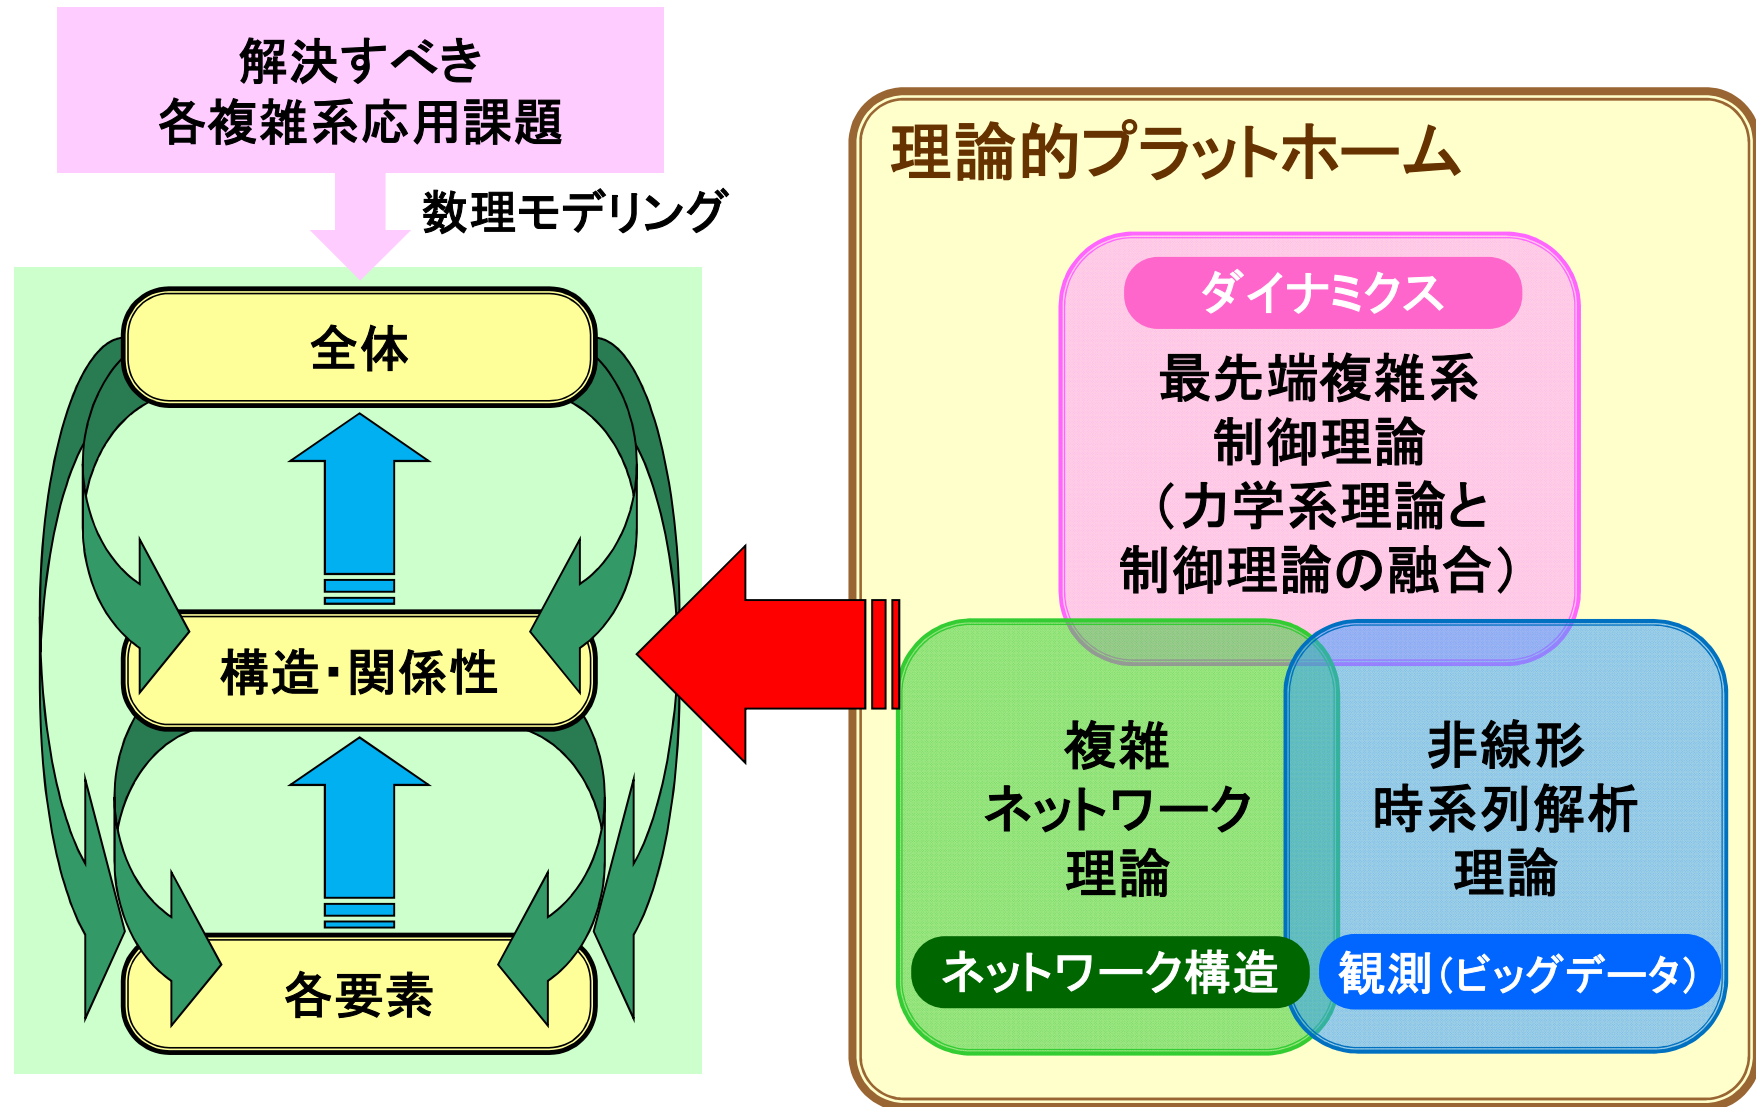 解決すべき
各複雑系応用課題
数理モデリング
全体
構造・関係性
各要素
理論的プラットホーム
ダイナミクス
最先端複雑系
制御理論
（力学系理論と
制御理論の融合）
複雑
ネットワーク
理論
ネットワーク構造
非線形
時系列解析
理論
観測（ビッグデータ）